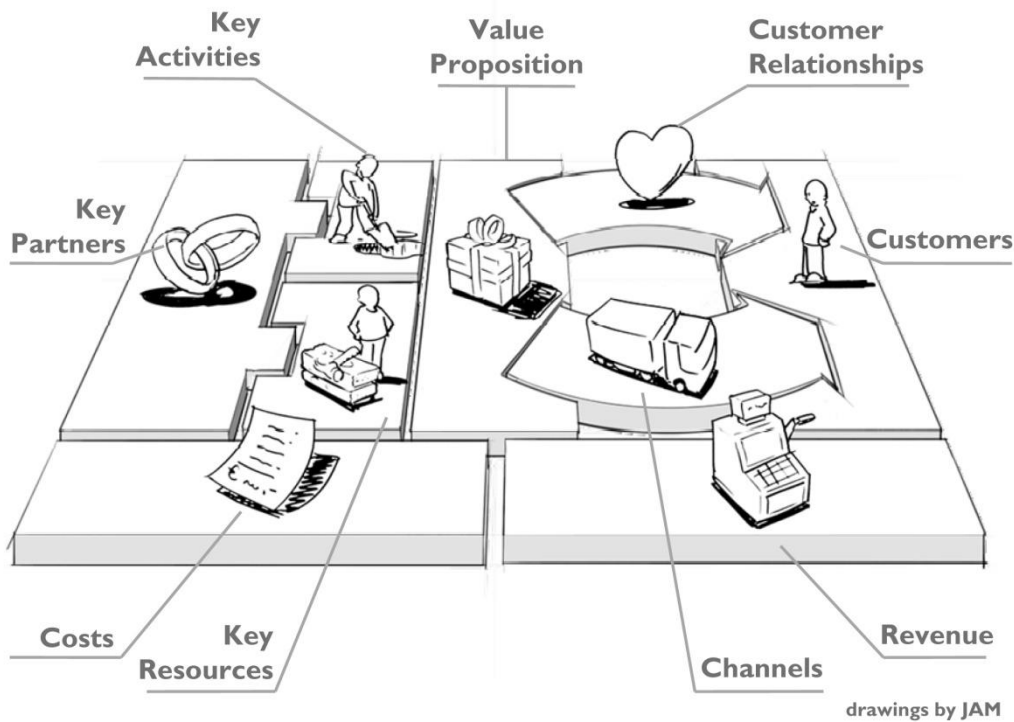 Key
Activities
Value
Proposition
Customer
Relationships
Key
Partners
Customers
€
Costs
Key
Resources
Revenue
Channels
drawings by JAM